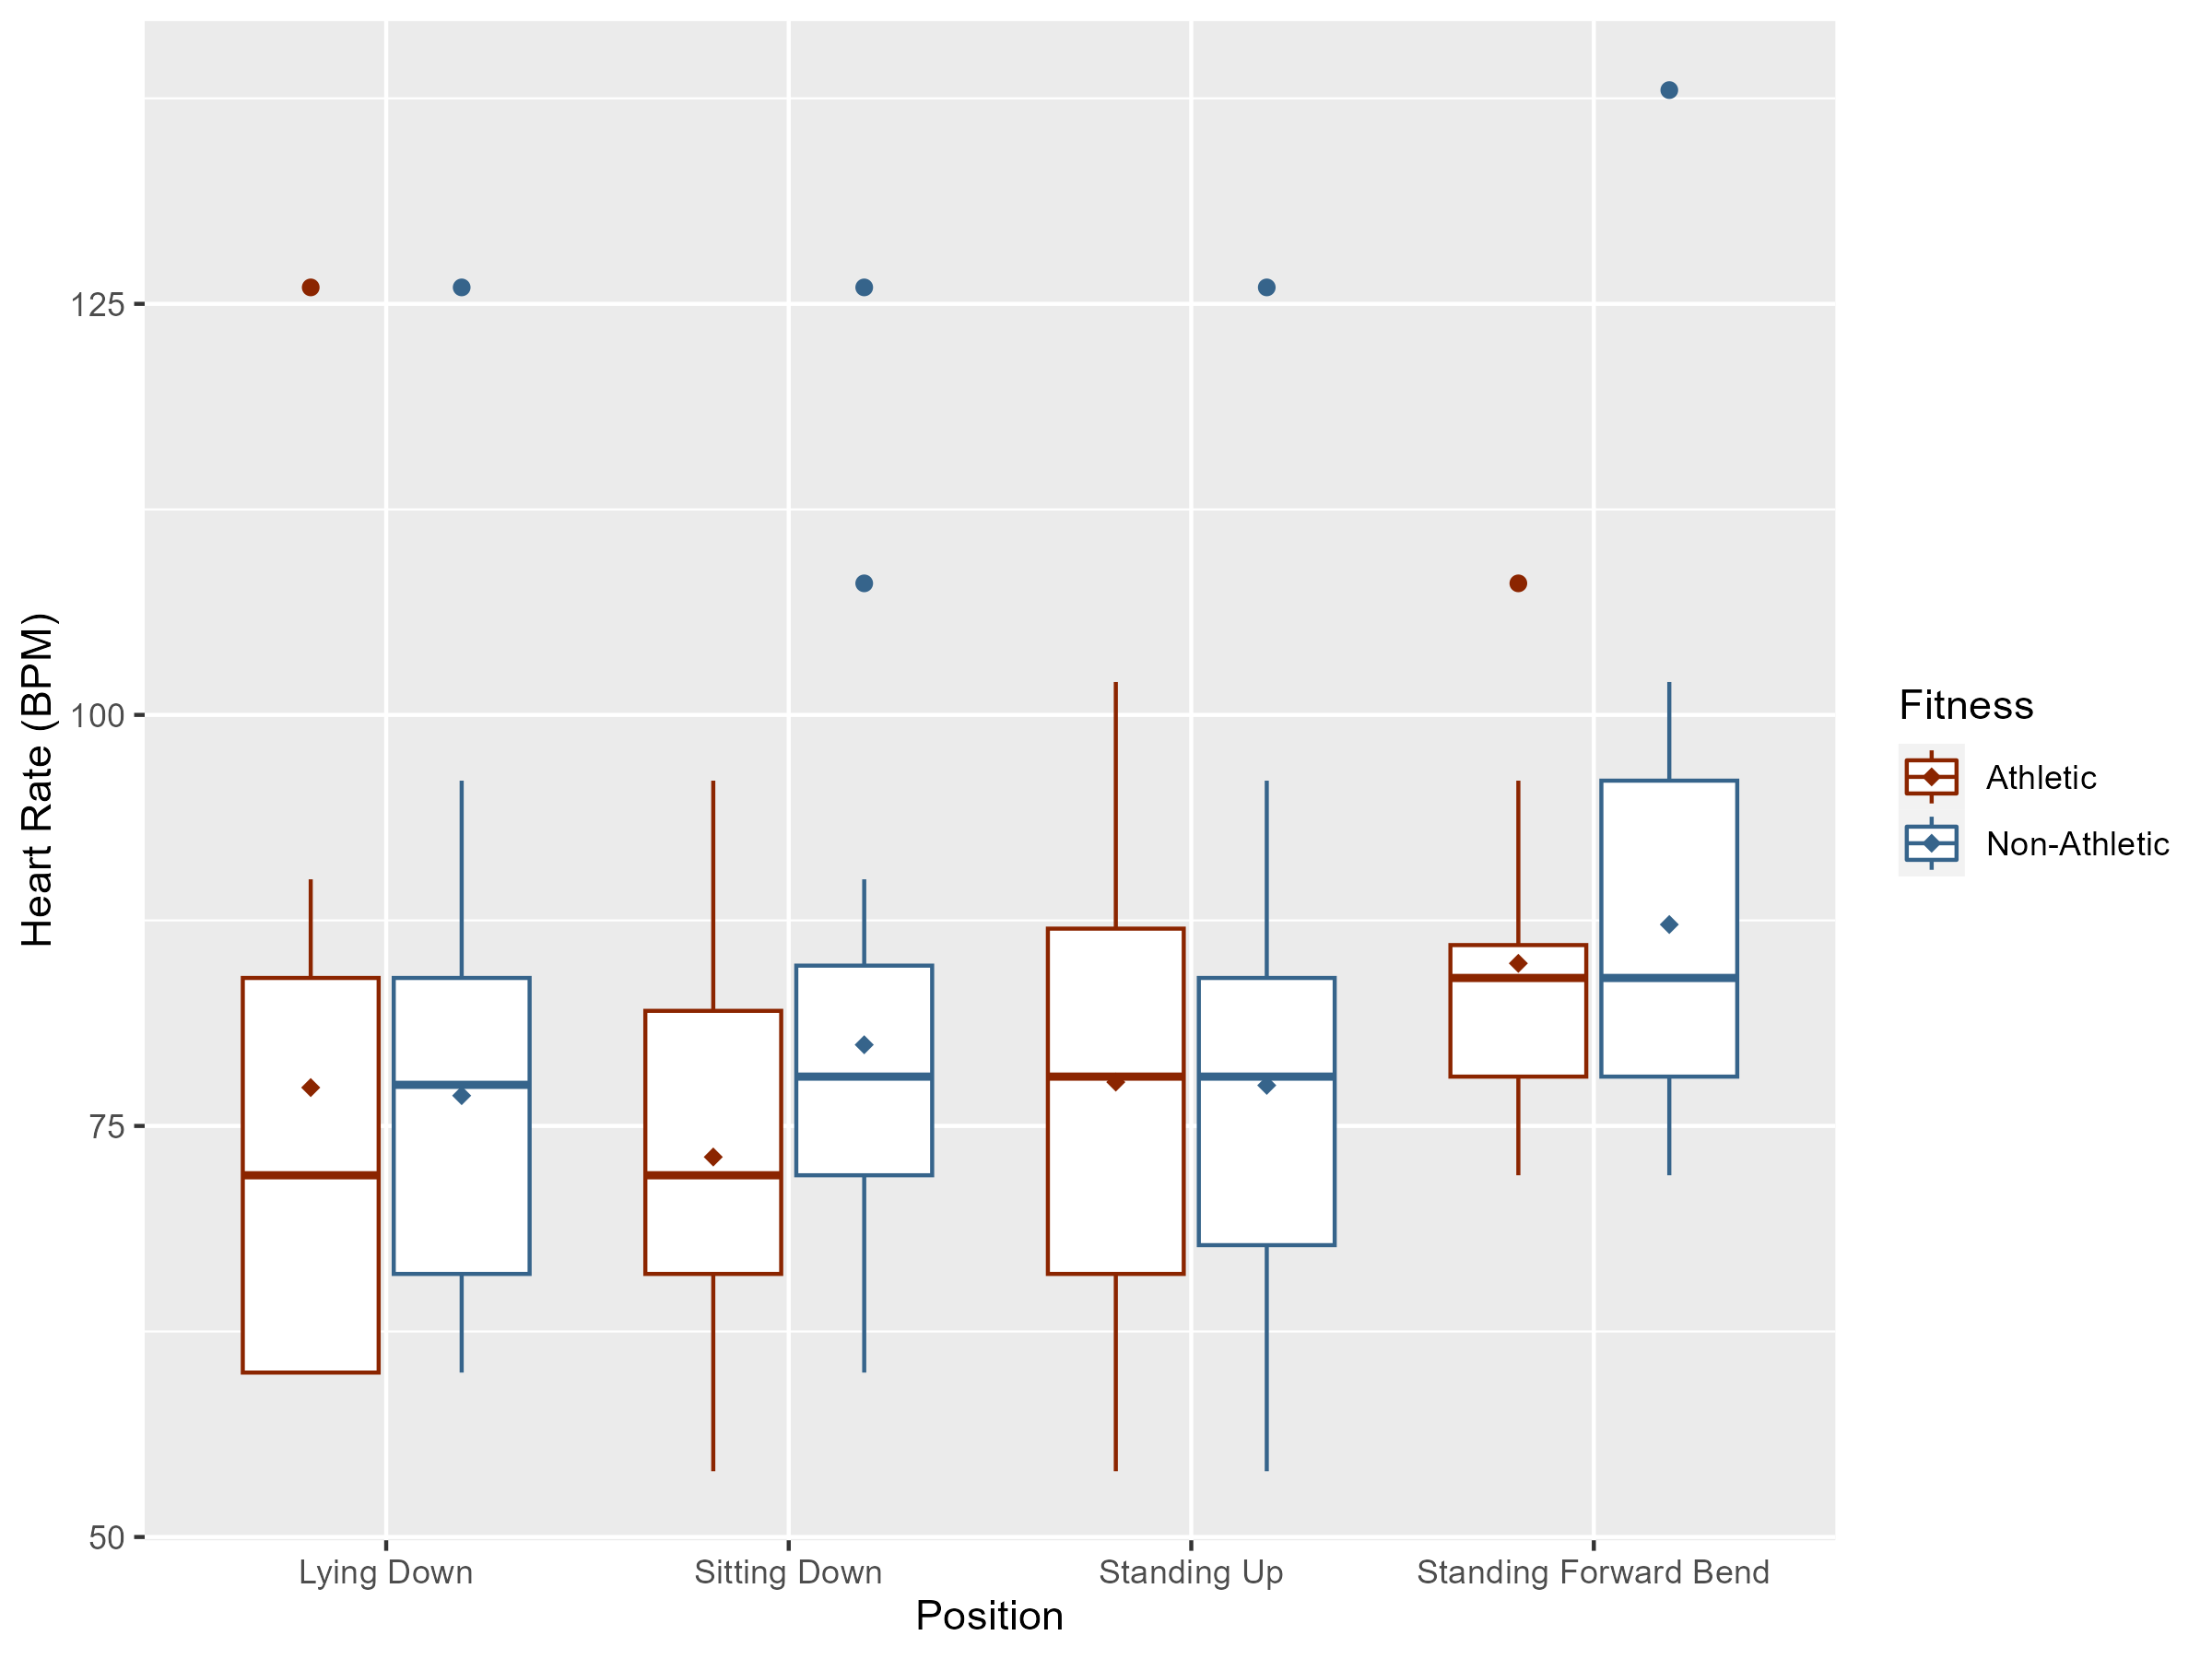 Heart Rate (BPM)
125
100
75
50
Lying Down
Sitting Down
Standing Up
Standing Forward Bend
Position
Fitness
Athletic
Non-Athletic